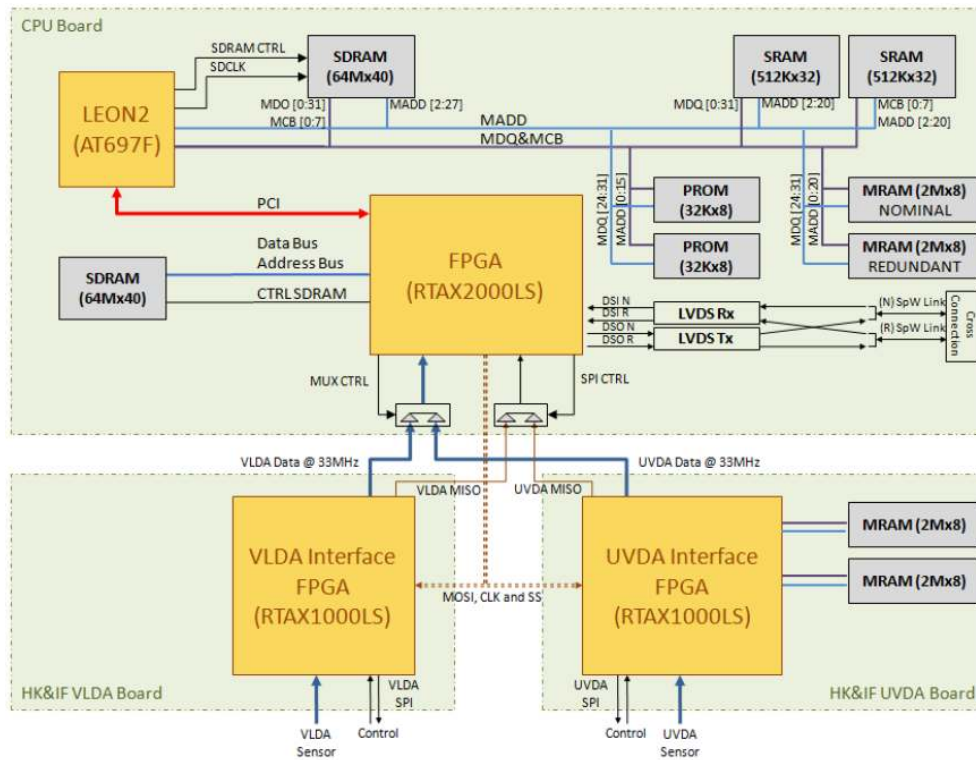 CPU Board
SDRAM CTRL
SDCLK
SDRAM
(64Mx40)
SRAM
(512Kx32)
SRAM
(512Kx32)
LEON2
(AT697F)
MDO [0:31]
MCB [0:7]
MADD [2:27]
MADD
MDQ&MCB
MDQ [0:31]
MADD [2:20]
MCB [0:7]
MADD [2:20]
PCI
MDQ [24:31]
MADD [0:15]
PROM
(32Kx8)
PROM
(32Kx8)
MDQ [24:31]
MADD [0:20]
MRAM (2Mx8)
NOMINAL
MRAM (2Mx8)
REDUNDANT
FPGA
(RTAX2000LS)
SDRAM
(64Mx40)
Data Bus
Address Bus
CTRL SDRAM
DSI N
DSI R
DSO N
DSO R
LVDS Rx
LVDS Tx
(N) SpW Link
(R) SpW Link
Cross
Connection
MUX CTRL
SPI CTRL
VLDA Data @ 33MHz
UVDA Data @ 33MHz
VLDA MISO
UVDA MISO
VLDA Interface
FPGA
(RTAX1000LS)
MOSI, CLK and SS
UVDA Interface
FPGA
(RTAX1000LS)
MRAM (2Mx8)
MRAM (2Mx8)
HK&IF VLDA Board
VLDA
SPI
UVDA
SPI
HK&IF UVDA Board
VLDA
Sensor
Control
Control
UVDA
Sensor